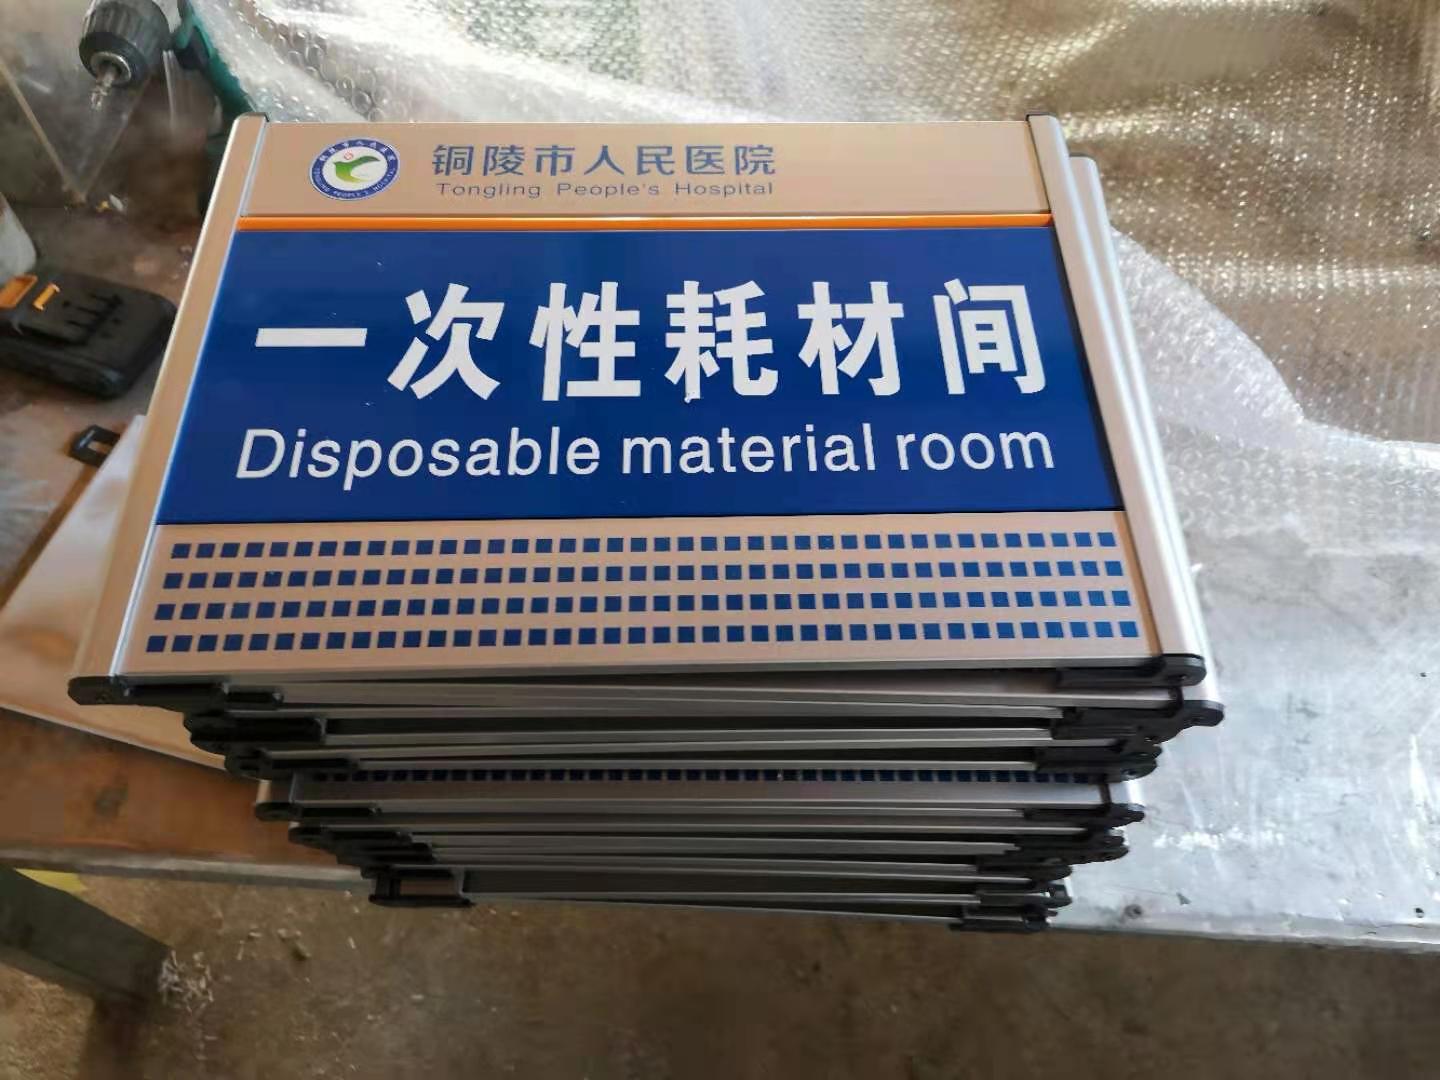 铜陵市人民医院
Tongling People's Hospital
一次性耗材间
Disposable material room